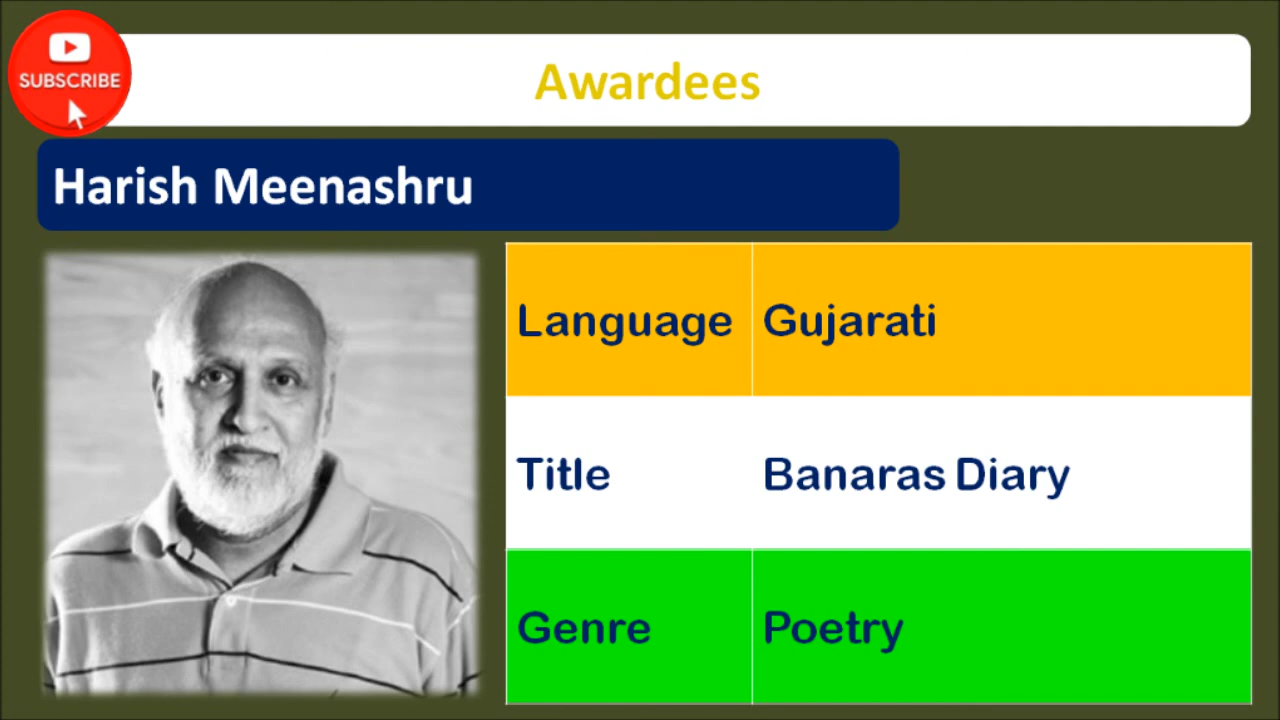 SUBSCRIBE
Awardees
Harish Meenashru
Language Gujarati
Title Banaras Diary
Genre Poetry